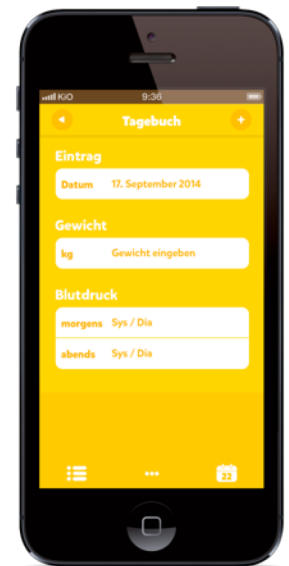 KiO 9:36
Tagebuch
Eintrag
Datum 17. September 2014
Gewicht
kg Gewicht eingeben
Blutdruck
morgens Sys / Dia
abends Sys / Dia
22